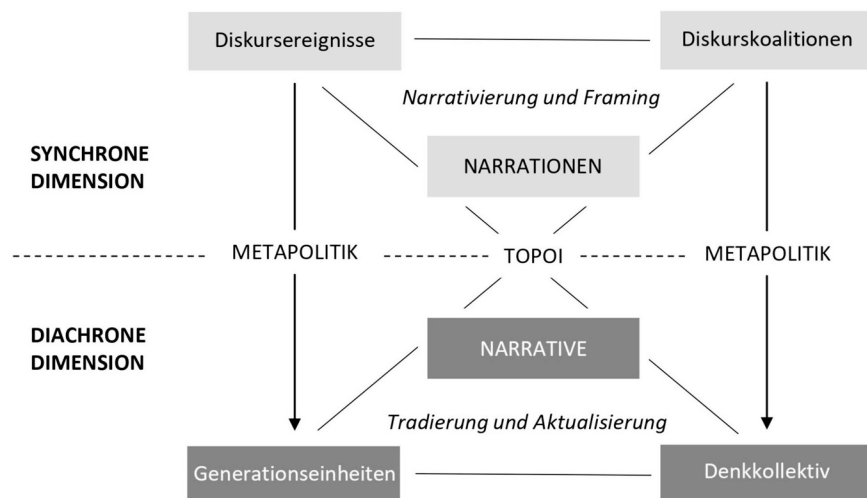 Diskursereignisse
Diskurskoalitionen
Narrativierung und Framing
SYNCHRONE
DIMENSION
NARRATIONEN
METAPOLITIK
TOPOI
METAPOLITIK
DIACHRONE
DIMENSION
NARRATIVE
Tradierung und Aktualisierung
Generationseinheiten
Denkkollektiv